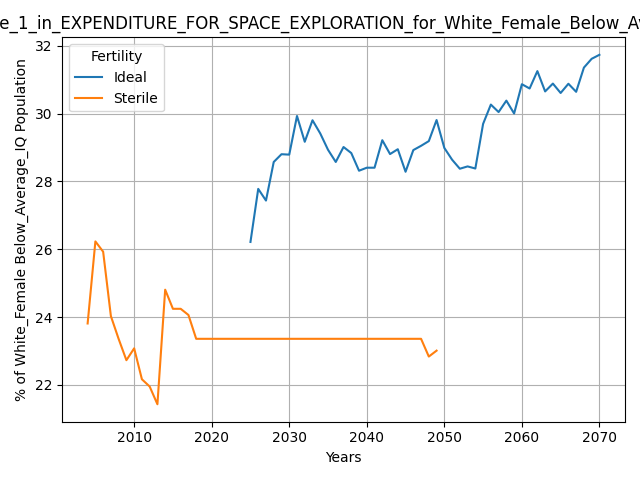 e_1_in_EXPENDITURE_FOR_SPACE_EXPLORATION_for_White_Female_Below_Av
Fertility
Ideal
Sterile
% of White_Female Below_Average_IQ Population
32
30
28
26
24
22
2010 2020 2030 2040 2050 2060 2070
Years